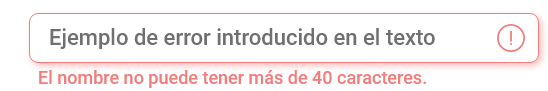 Ejemplo de error introducido en el texto
El nombre no puede tener más de 40 caracteres.